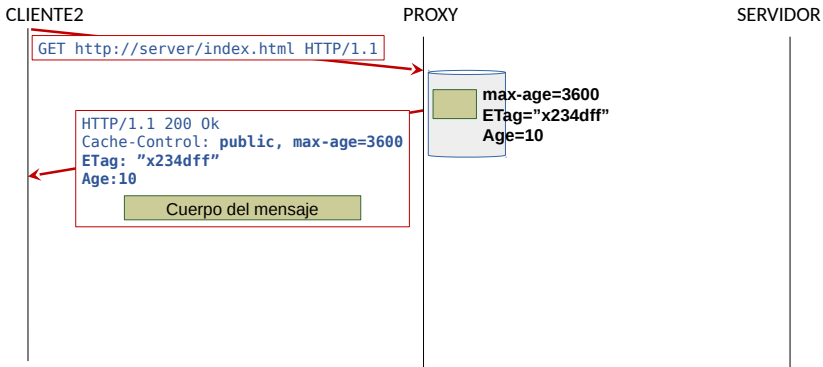 CLIENTE2
PROXY
SERVIDOR
GET http://server/index.html HTTP/1.1
max-age=3600
ETag=”x234dff”
Age=10
HTTP/1.1 200 Ok
Cache-Control: public, max-age=3600
ETag: ”x234dff”
Age:10
Cuerpo del mensaje